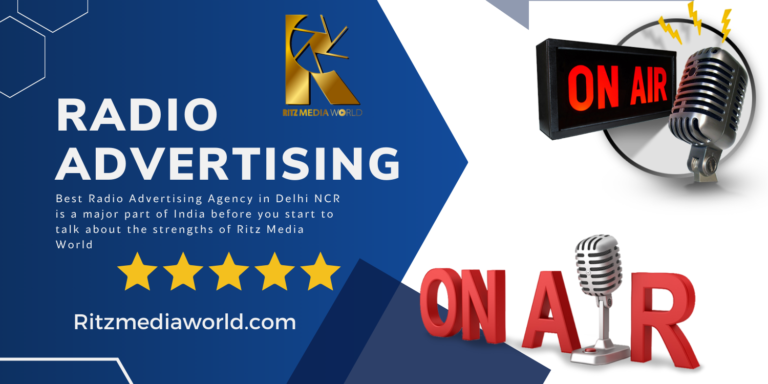 RITZ MEDIA WORLD
RADIO
ADVERTISING
Best Radio Advertising Agency in Delhi NCR
is a major part of India before you start to
talk about the strengths of Ritz Media
World
Ritzmediaworld.com
ON AIR
ON AIR